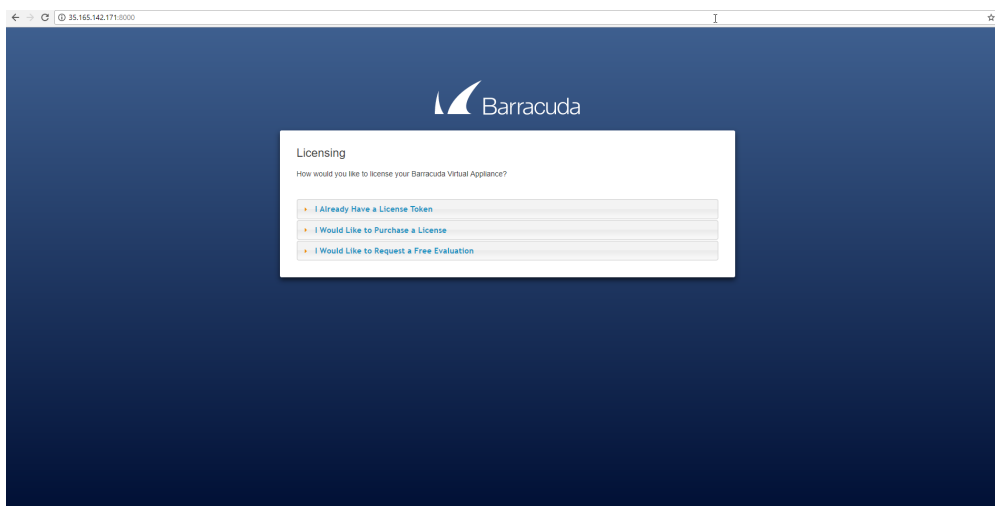 35.165.142.171:8000
Barracuda
Licensing
How would you like to license your Barracuda Virtual Appliance?
I Already Have a License Token
I Would Like to Purchase a License
I Would Like to Request a Free Evaluation